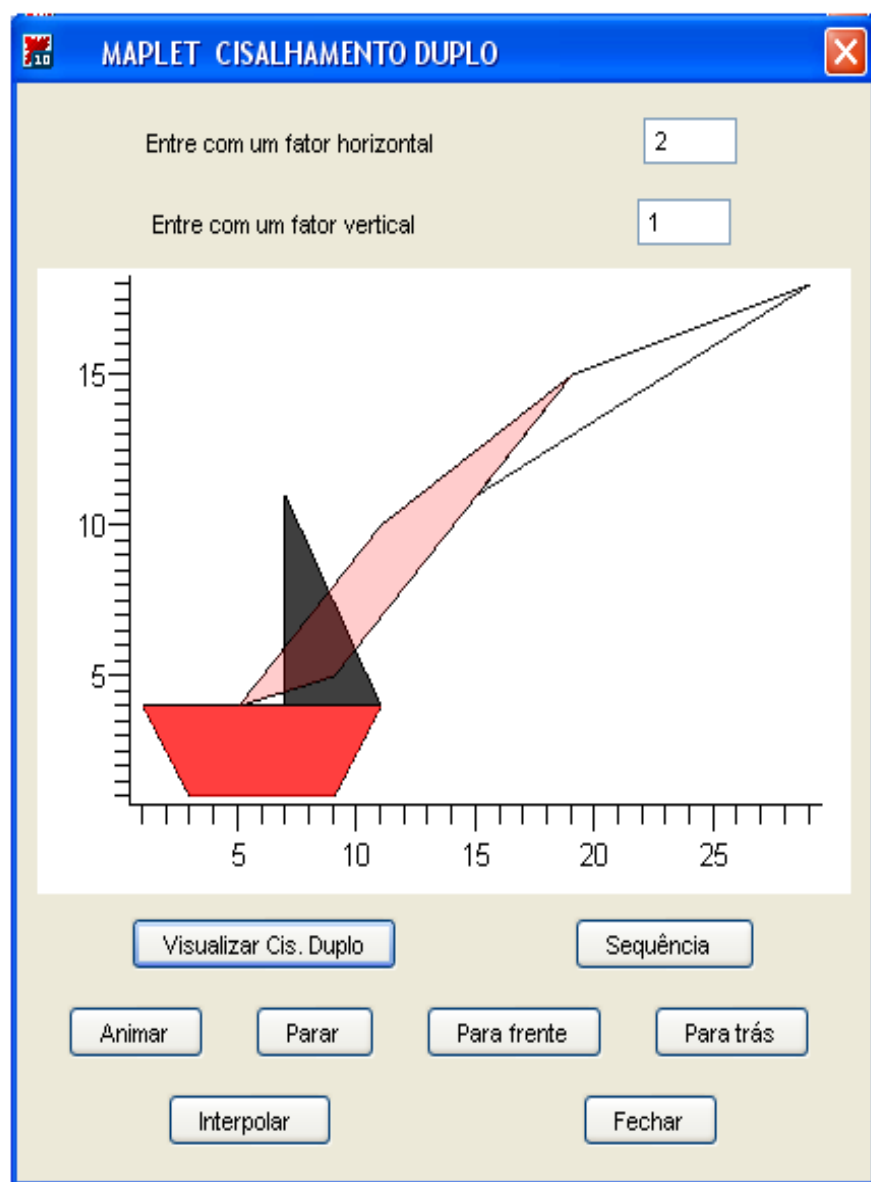 MAPLET CISALHAMENTO DUPLO
Entre com um fator horizontal 2
Entre com um fator vertical 1
15
10
5
5 10 15 20 25
Visualizar Cis. Duplo Sequência
Animar Parar Para frente Para trás
Interpolar Fechar